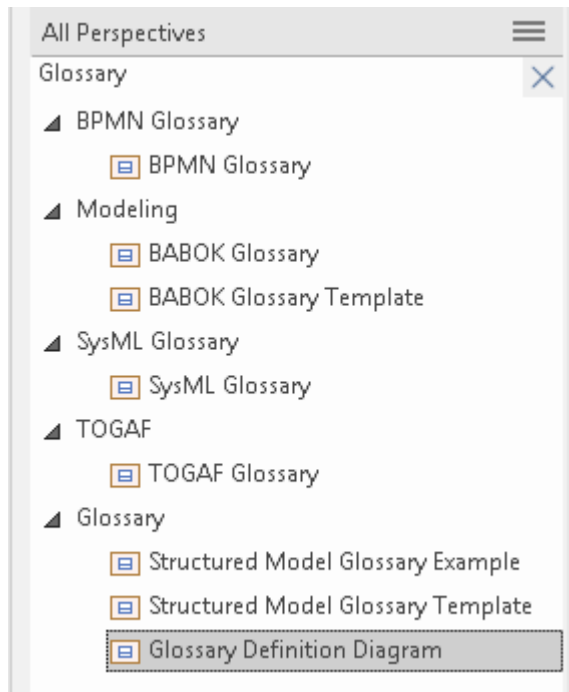 All Perspectives
Glossary
BPMN Glossary
BPMN Glossary
Modeling
BABOK Glossary
BABOK Glossary Template
SysML Glossary
SysML Glossary
TOGAF
TOGAF Glossary
Glossary
Structured Model Glossary Example
Structured Model Glossary Template
Glossary Definition Diagram